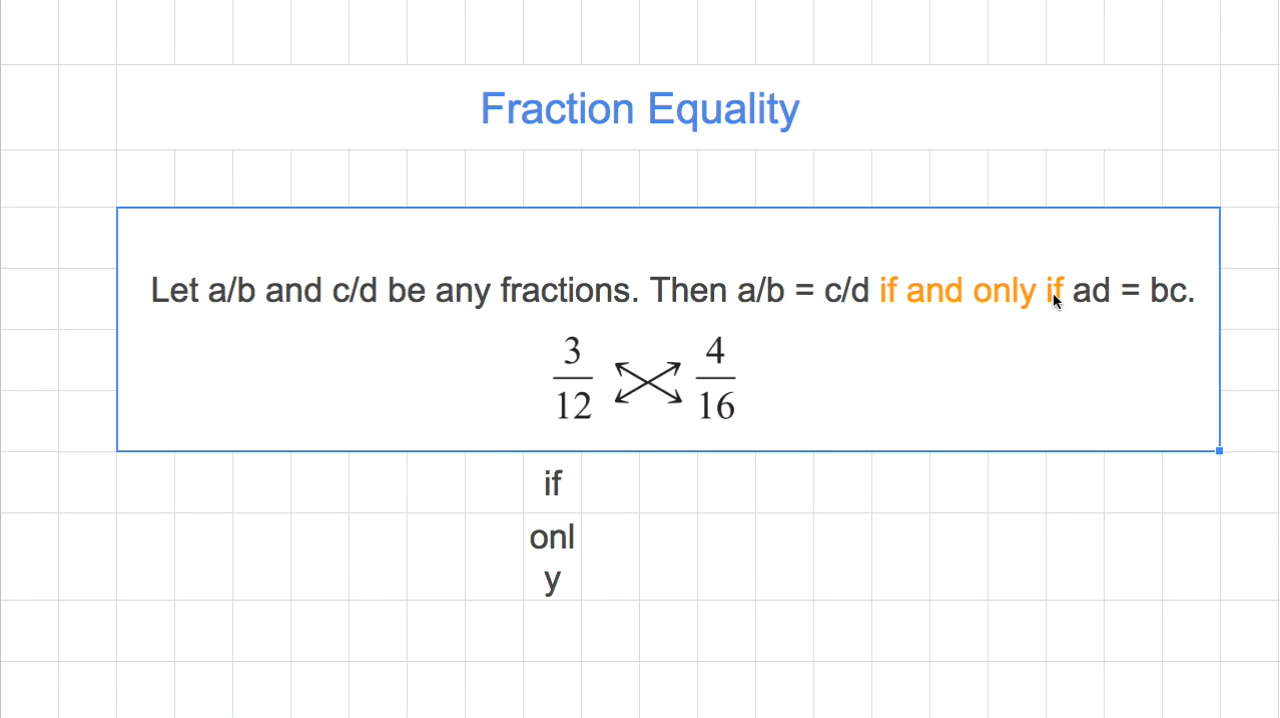 Fraction Equality
Let a/b and c/d be any fractions. Then a/b = c/d if and only if ad = bc.
3 4
12 16
if
onl
y